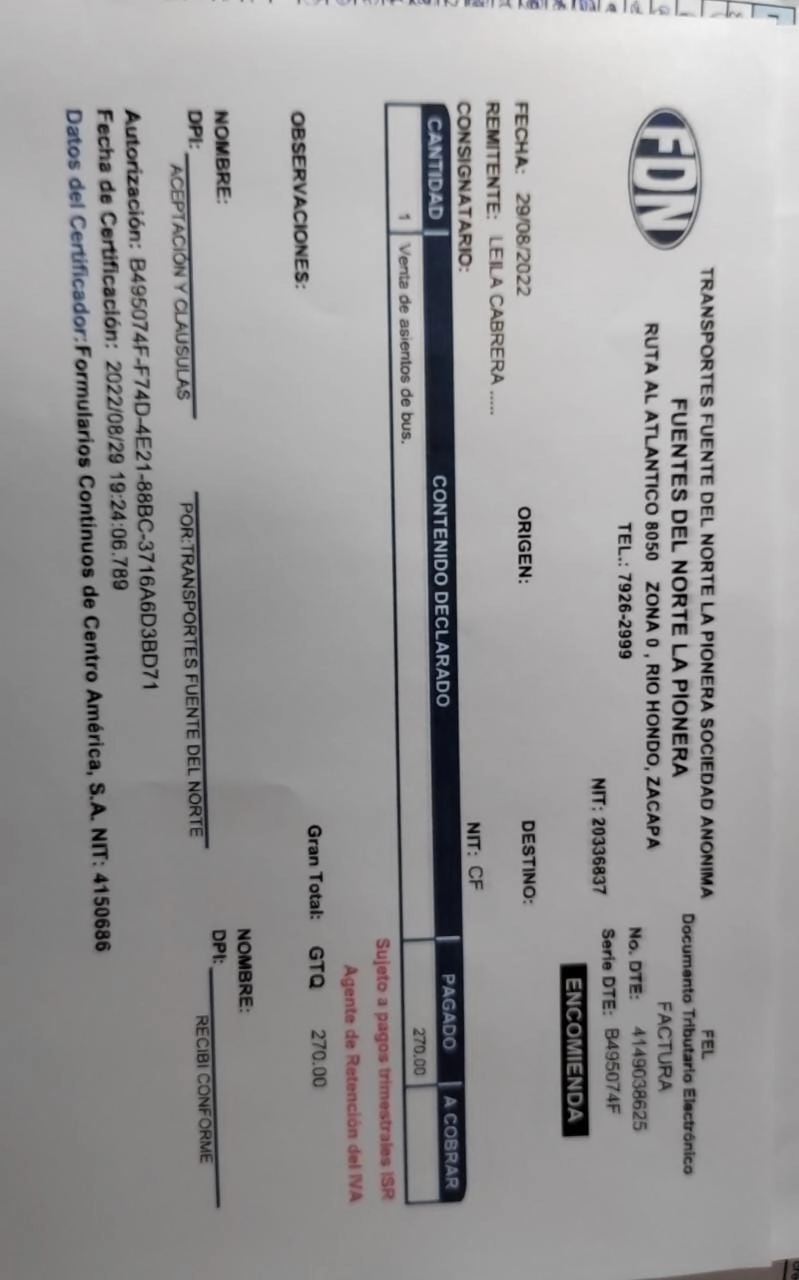 FDN
TRANSPORTES FUENTE DEL NORTE LA PIONERA SOCIEDAD ANONIMA
FUENTES DEL NORTE LA PIONERA
RUTA AL ATLANTICO 8050 ZONA 0 , RIO HONDO, ZACAPA
TEL.: 7926-2999
NIT: 20336837
FEL
Documento Tributario Electrónico
FACTURA
No. DTE: 4149038625
Serie DTE: B495074F
ENCOMIENDA
FECHA: 29/08/2022 ORIGEN: DESTINO:
REMITENTE: LEILA CABRERA .....
CONSIGNATARIO: NIT: CF
CANTIDAD CONTENIDO DECLARADO PAGADO A COBRAR
1 Venta de asientos de bus. 270.00
Sujeto a pagos trimestrales ISR
Agente de Retención del IVA
OBSERVACIONES: Gran Total: GTQ 270.00
NOMBRE: NOMBRE:
DPI: DPI:
ACEPTACIÓN Y CLAUSULAS POR:TRANSPORTES FUENTE DEL NORTE RECIBI CONFORME
Autorización: B495074F-F74D-4E21-88BC-3716A6D3BD71
Fecha de Certificación: 2022/08/29 19:24:06.789
Datos del Certificador:Formularios Continuos de Centro América, S.A. NIT: 4150686